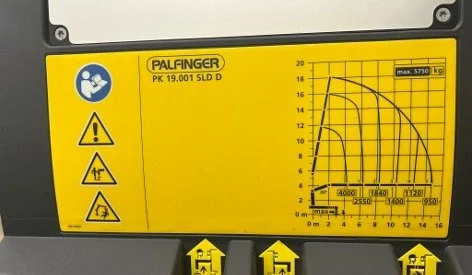 PALFINGER
PK 19.001 SLD D
max. 5750 kg
20
18
16
14
12
10
8
6
4
2
0 m
4000 1840 1120
2550 1400 950
max
0 m 2 4 6 8 10 12 14 16